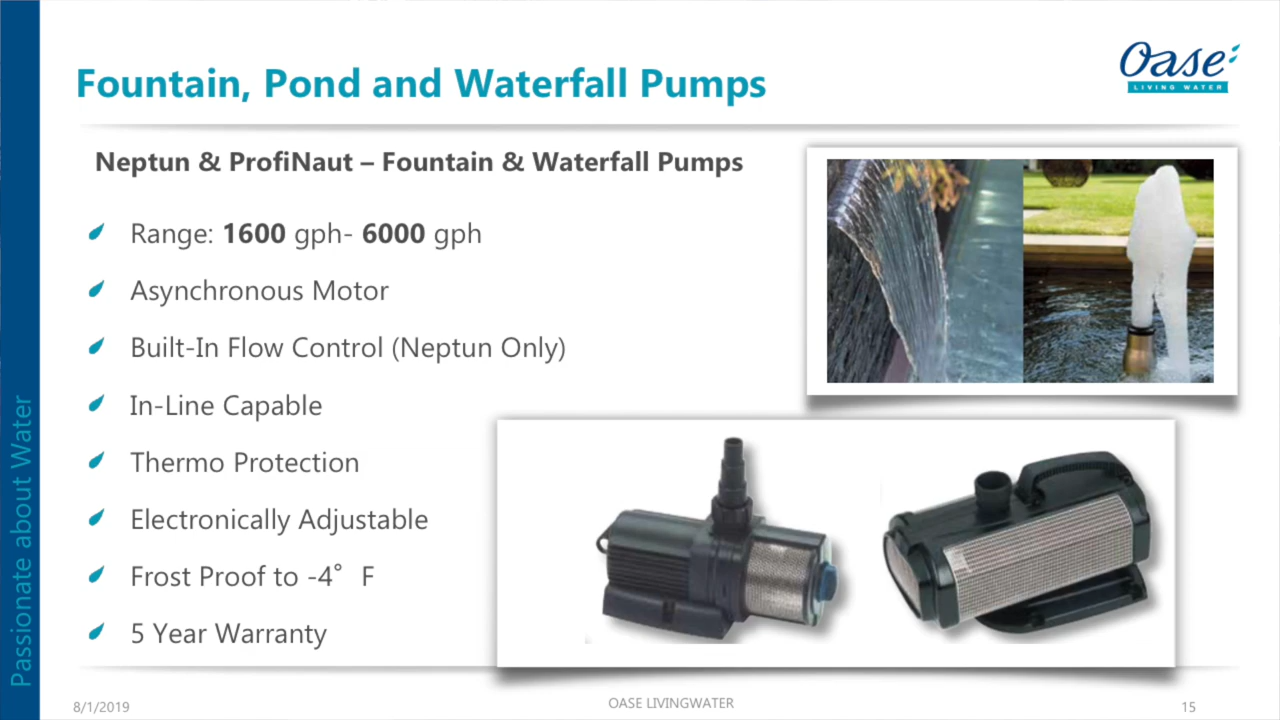 Fountain, Pond and Waterfall Pumps
Oase
LIVING WATER
Neptun & ProfiNaut – Fountain & Waterfall Pumps
Range: 1600 gph- 6000 gph
Asynchronous Motor
Built-In Flow Control (Neptun Only)
In-Line Capable
Thermo Protection
Electronically Adjustable
Frost Proof to -4° F
5 Year Warranty
Passionate about Water
8/1/2019
OASE LIVINGWATER
15